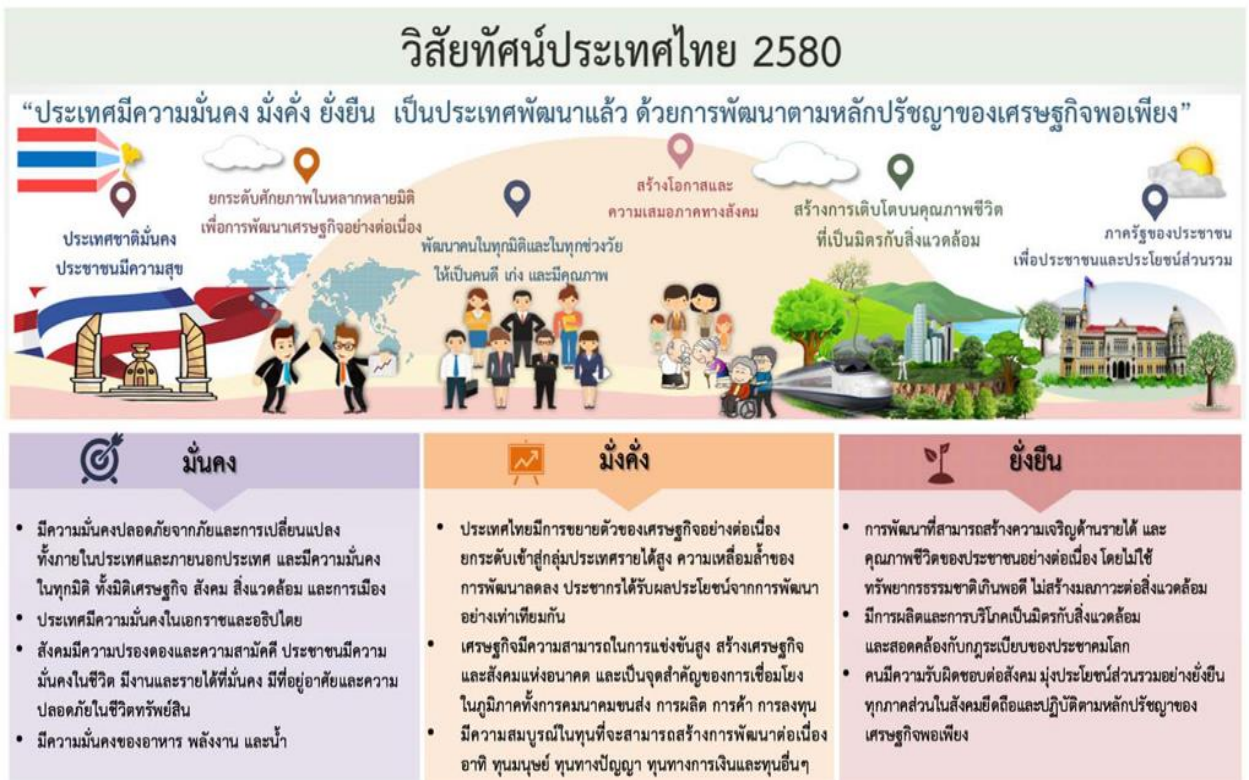 วิสัยทัศน์ประเทศไทย 2580
“ประเทศมีความมั่นคง มั่งคั่ง ยั่งยืน เป็นประเทศพัฒนาแล้ว ด้วยการพัฒนาตามหลักปรัชญาของเศรษฐกิจพอเพียง”
ประเทศชาติมั่นคง
ประชาชนมีความสุข
ยกระดับศักยภาพในหลากหลายมิติ
เพื่อการพัฒนาเศรษฐกิจอย่างต่อเนื่อง
พัฒนาคนในทุกมิติและในทุกช่วงวัย
ให้เป็นคนดี เก่ง และมีคุณภาพ
สร้างโอกาสและ
ความเสมอภาคทางสังคม
สร้างการเติบโตบนคุณภาพชีวิต
ที่เป็นมิตรกับสิ่งแวดล้อม
ภาครัฐของประชาชน
เพื่อประชาชนและประโยชน์ส่วนรวม
มั่นคง
• มีความมั่นคงปลอดภัยจากภัยและการเปลี่ยนแปลง
ทั้งภายในประเทศและภายนอกประเทศ และมีความมั่นคง
ในทุกมิติ ทั้งมิติเศรษฐกิจ สังคม สิ่งแวดล้อม และการเมือง
• ประเทศมีความมั่นคงในเอกราชและอธิปไตย
• สังคมมีความปรองดองและความสามัคคี ประชาชนมีความ
มั่นคงในชีวิต มีงานและรายได้ที่มั่นคง มีที่อยู่อาศัยและความ
ปลอดภัยในชีวิตทรัพย์สิน
• มีความมั่นคงของอาหาร พลังงาน และน้ำ
มั่งคั่ง
• ประเทศไทยมีการขยายตัวของเศรษฐกิจอย่างต่อเนื่อง
ยกระดับเข้าสู่กลุ่มประเทศรายได้สูง ความเหลื่อมล้ำของ
การพัฒนาลดลง ประชากรได้รับผลประโยชน์จากการพัฒนา
อย่างเท่าเทียมกัน
• เศรษฐกิจมีความสามารถในการแข่งขันสูง สร้างเศรษฐกิจ
และสังคมแห่งอนาคต และเป็นจุดสำคัญของการเชื่อมโยง
ในภูมิภาคทั้งการคมนาคมขนส่ง การผลิต การค้า การลงทุน
• มีความสมบูรณ์ในทุนที่จะสามารถสร้างการพัฒนาต่อเนื่อง
อาทิ ทุนมนุษย์ ทุนทางปัญญา ทุนทางการเงินและทุนอื่นๆ
ยั่งยืน
• การพัฒนาที่สามารถสร้างความเจริญด้านรายได้ และ
คุณภาพชีวิตของประชาชนอย่างต่อเนื่อง โดยไม่ใช้
ทรัพยากรธรรมชาติเกินพอดี ไม่สร้างมลภาวะต่อสิ่งแวดล้อม
• มีการผลิตและการบริโภคเป็นมิตรกับสิ่งแวดล้อม
และสอดคล้องกับกฎระเบียบของประชาคมโลก
• คนมีความรับผิดชอบต่อสังคม มุ่งประโยชน์ส่วนรวมอย่างยั่งยืน
ทุกภาคส่วนในสังคมยึดถือและปฏิบัติตามหลักปรัชญาของ
เศรษฐกิจพอเพียง